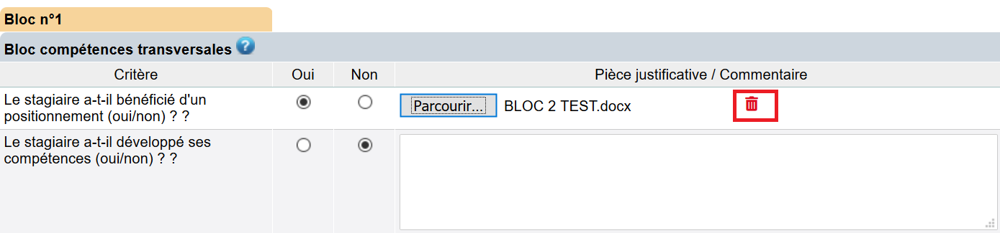 Bloc n°1
Bloc compétences transversales ?
Critère Oui Non Pièce justificative / Commentaire
Le stagiaire a-t-il bénéficié d'un
positionnement (oui/non) ? ?
Parcourir... BLOC 2 TEST.docx
Le stagiaire a-t-il développé ses
compétences (oui/non) ? ?